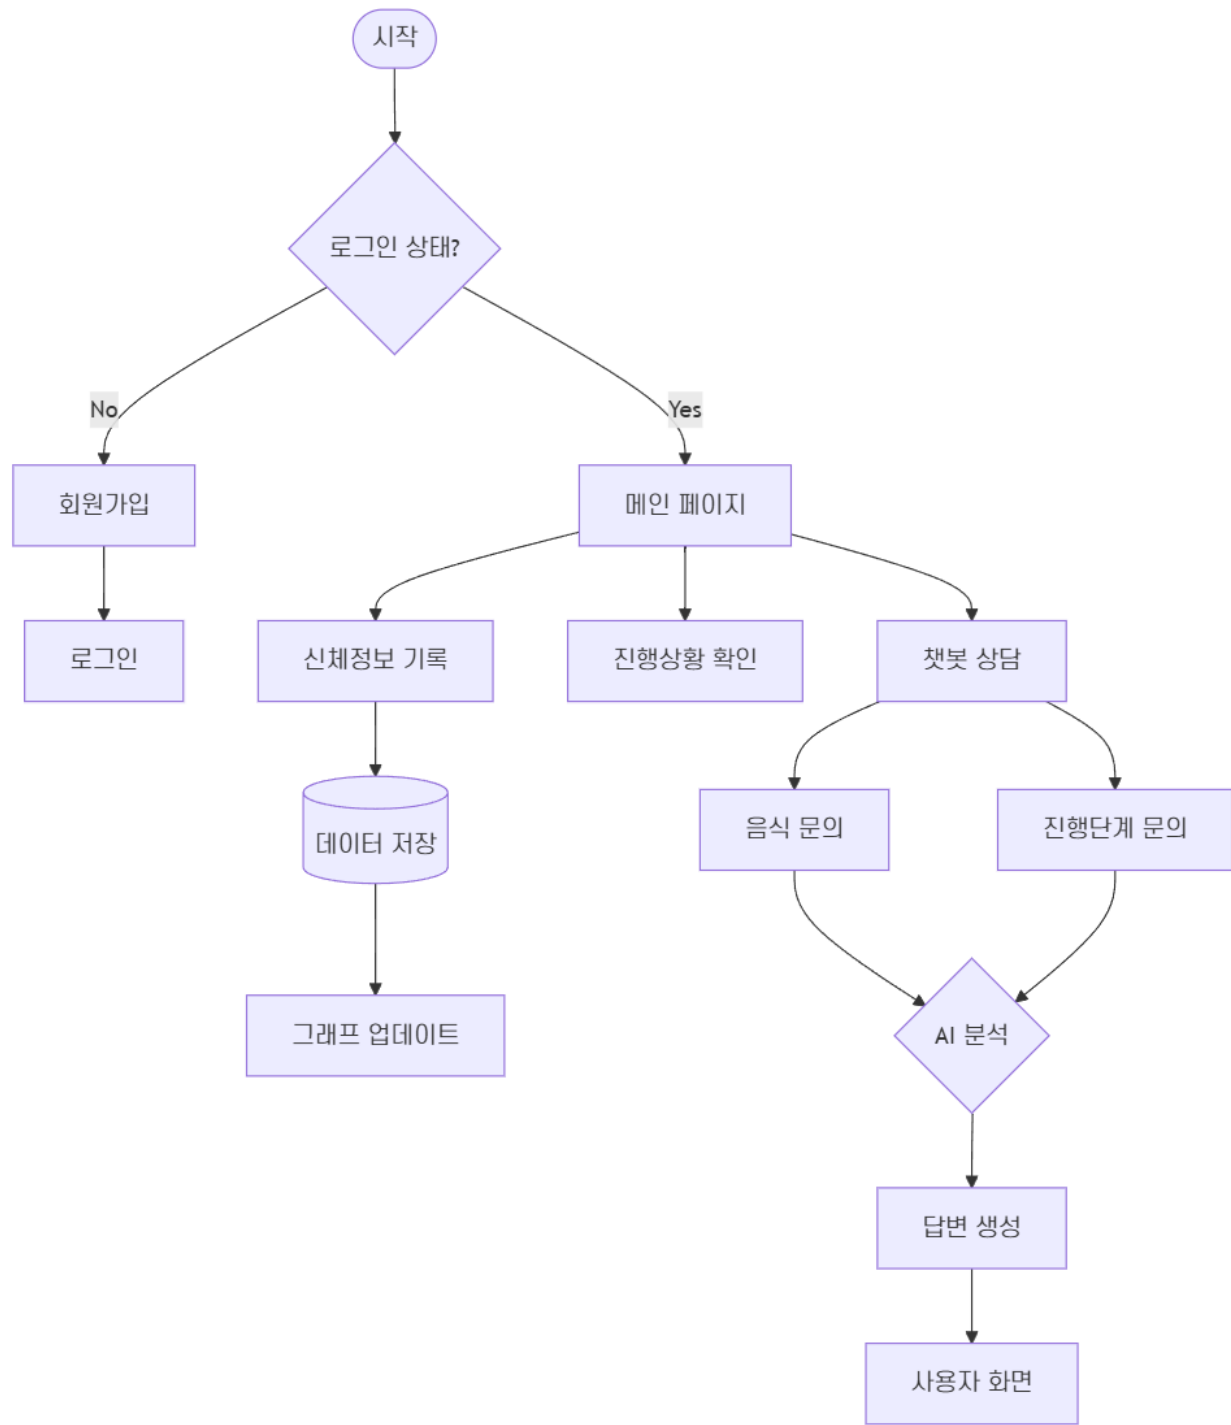 시작
로그인 상태?
No
Yes
회원가입
메인 페이지
로그인
신체정보 기록
진행상황 확인
챗봇 상담
데이터 저장
음식 문의
진행단계 문의
그래프 업데이트
AI 분석
답변 생성
사용자 화면